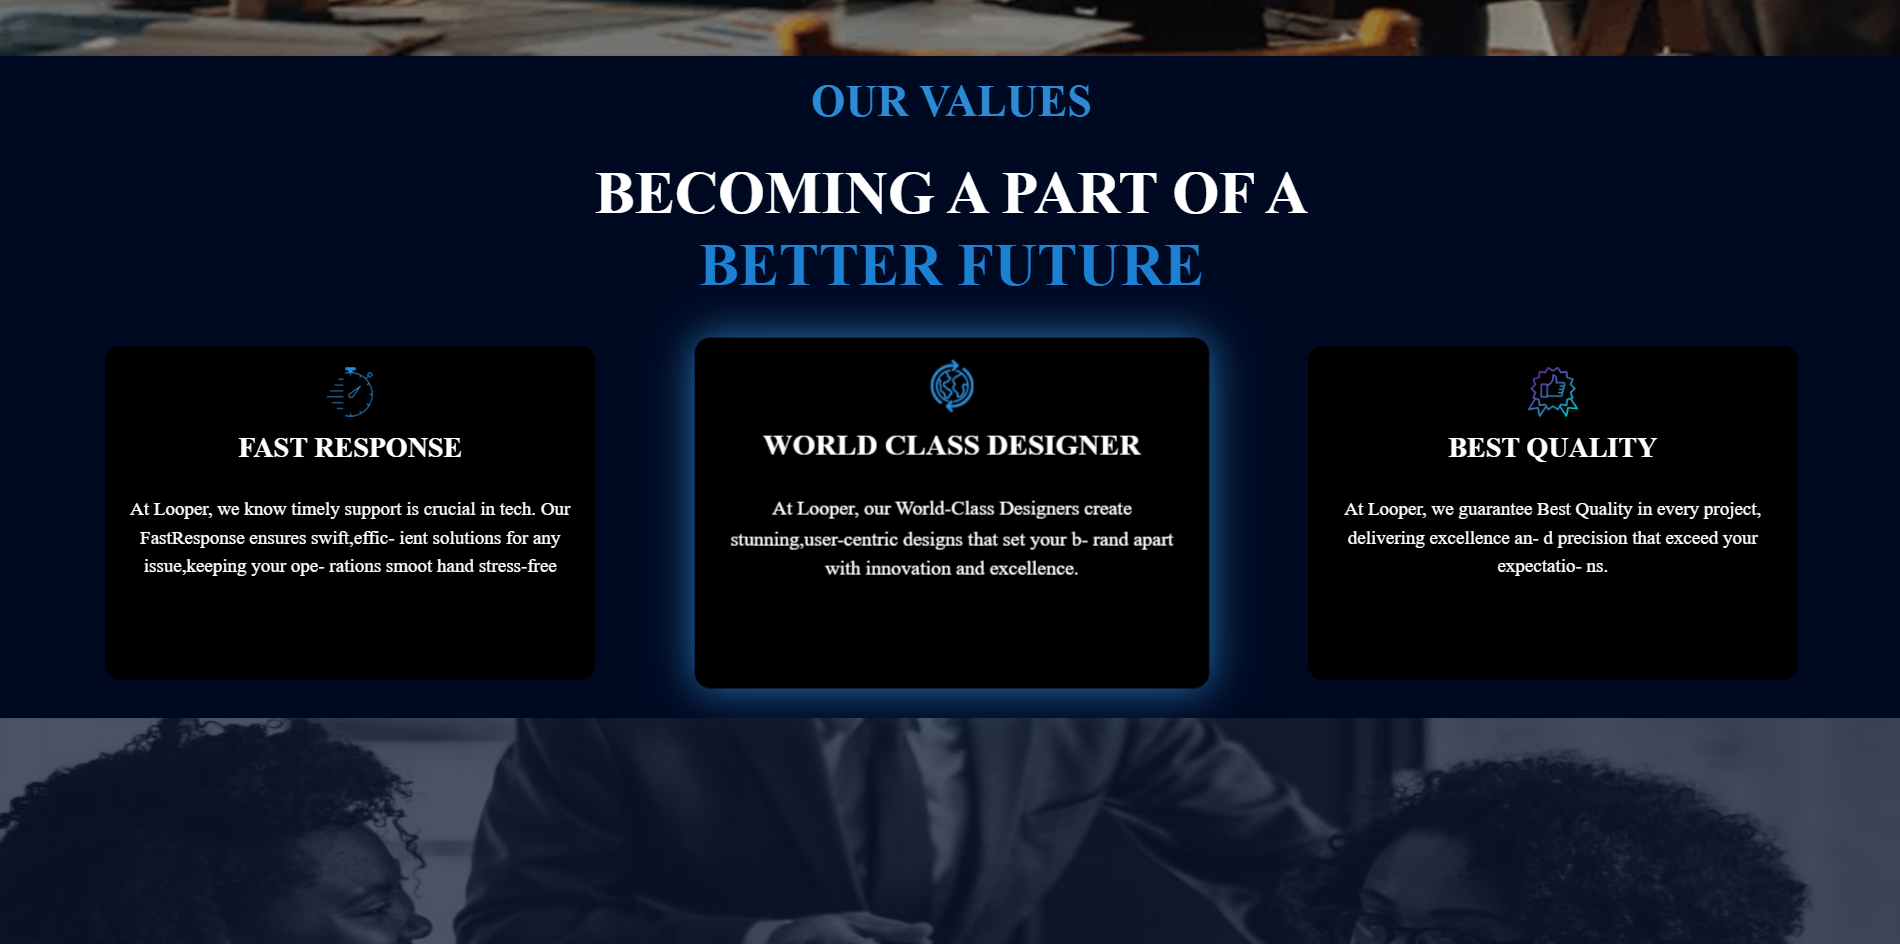 OUR VALUES
BECOMING A PART OF A
BETTER FUTURE
FAST RESPONSE
At Looper, we know timely support is crucial in tech. Our
FastResponse ensures swift,effic- ient solutions for any
issue,keeping your ope- rations smoot hand stress-free
WORLD CLASS DESIGNER
At Looper, our World-Class Designers create
stunning,user-centric designs that set your b- rand apart
with innovation and excellence.
BEST QUALITY
At Looper, we guarantee Best Quality in every project,
delivering excellence an- d precision that exceed your
expectatio- ns.